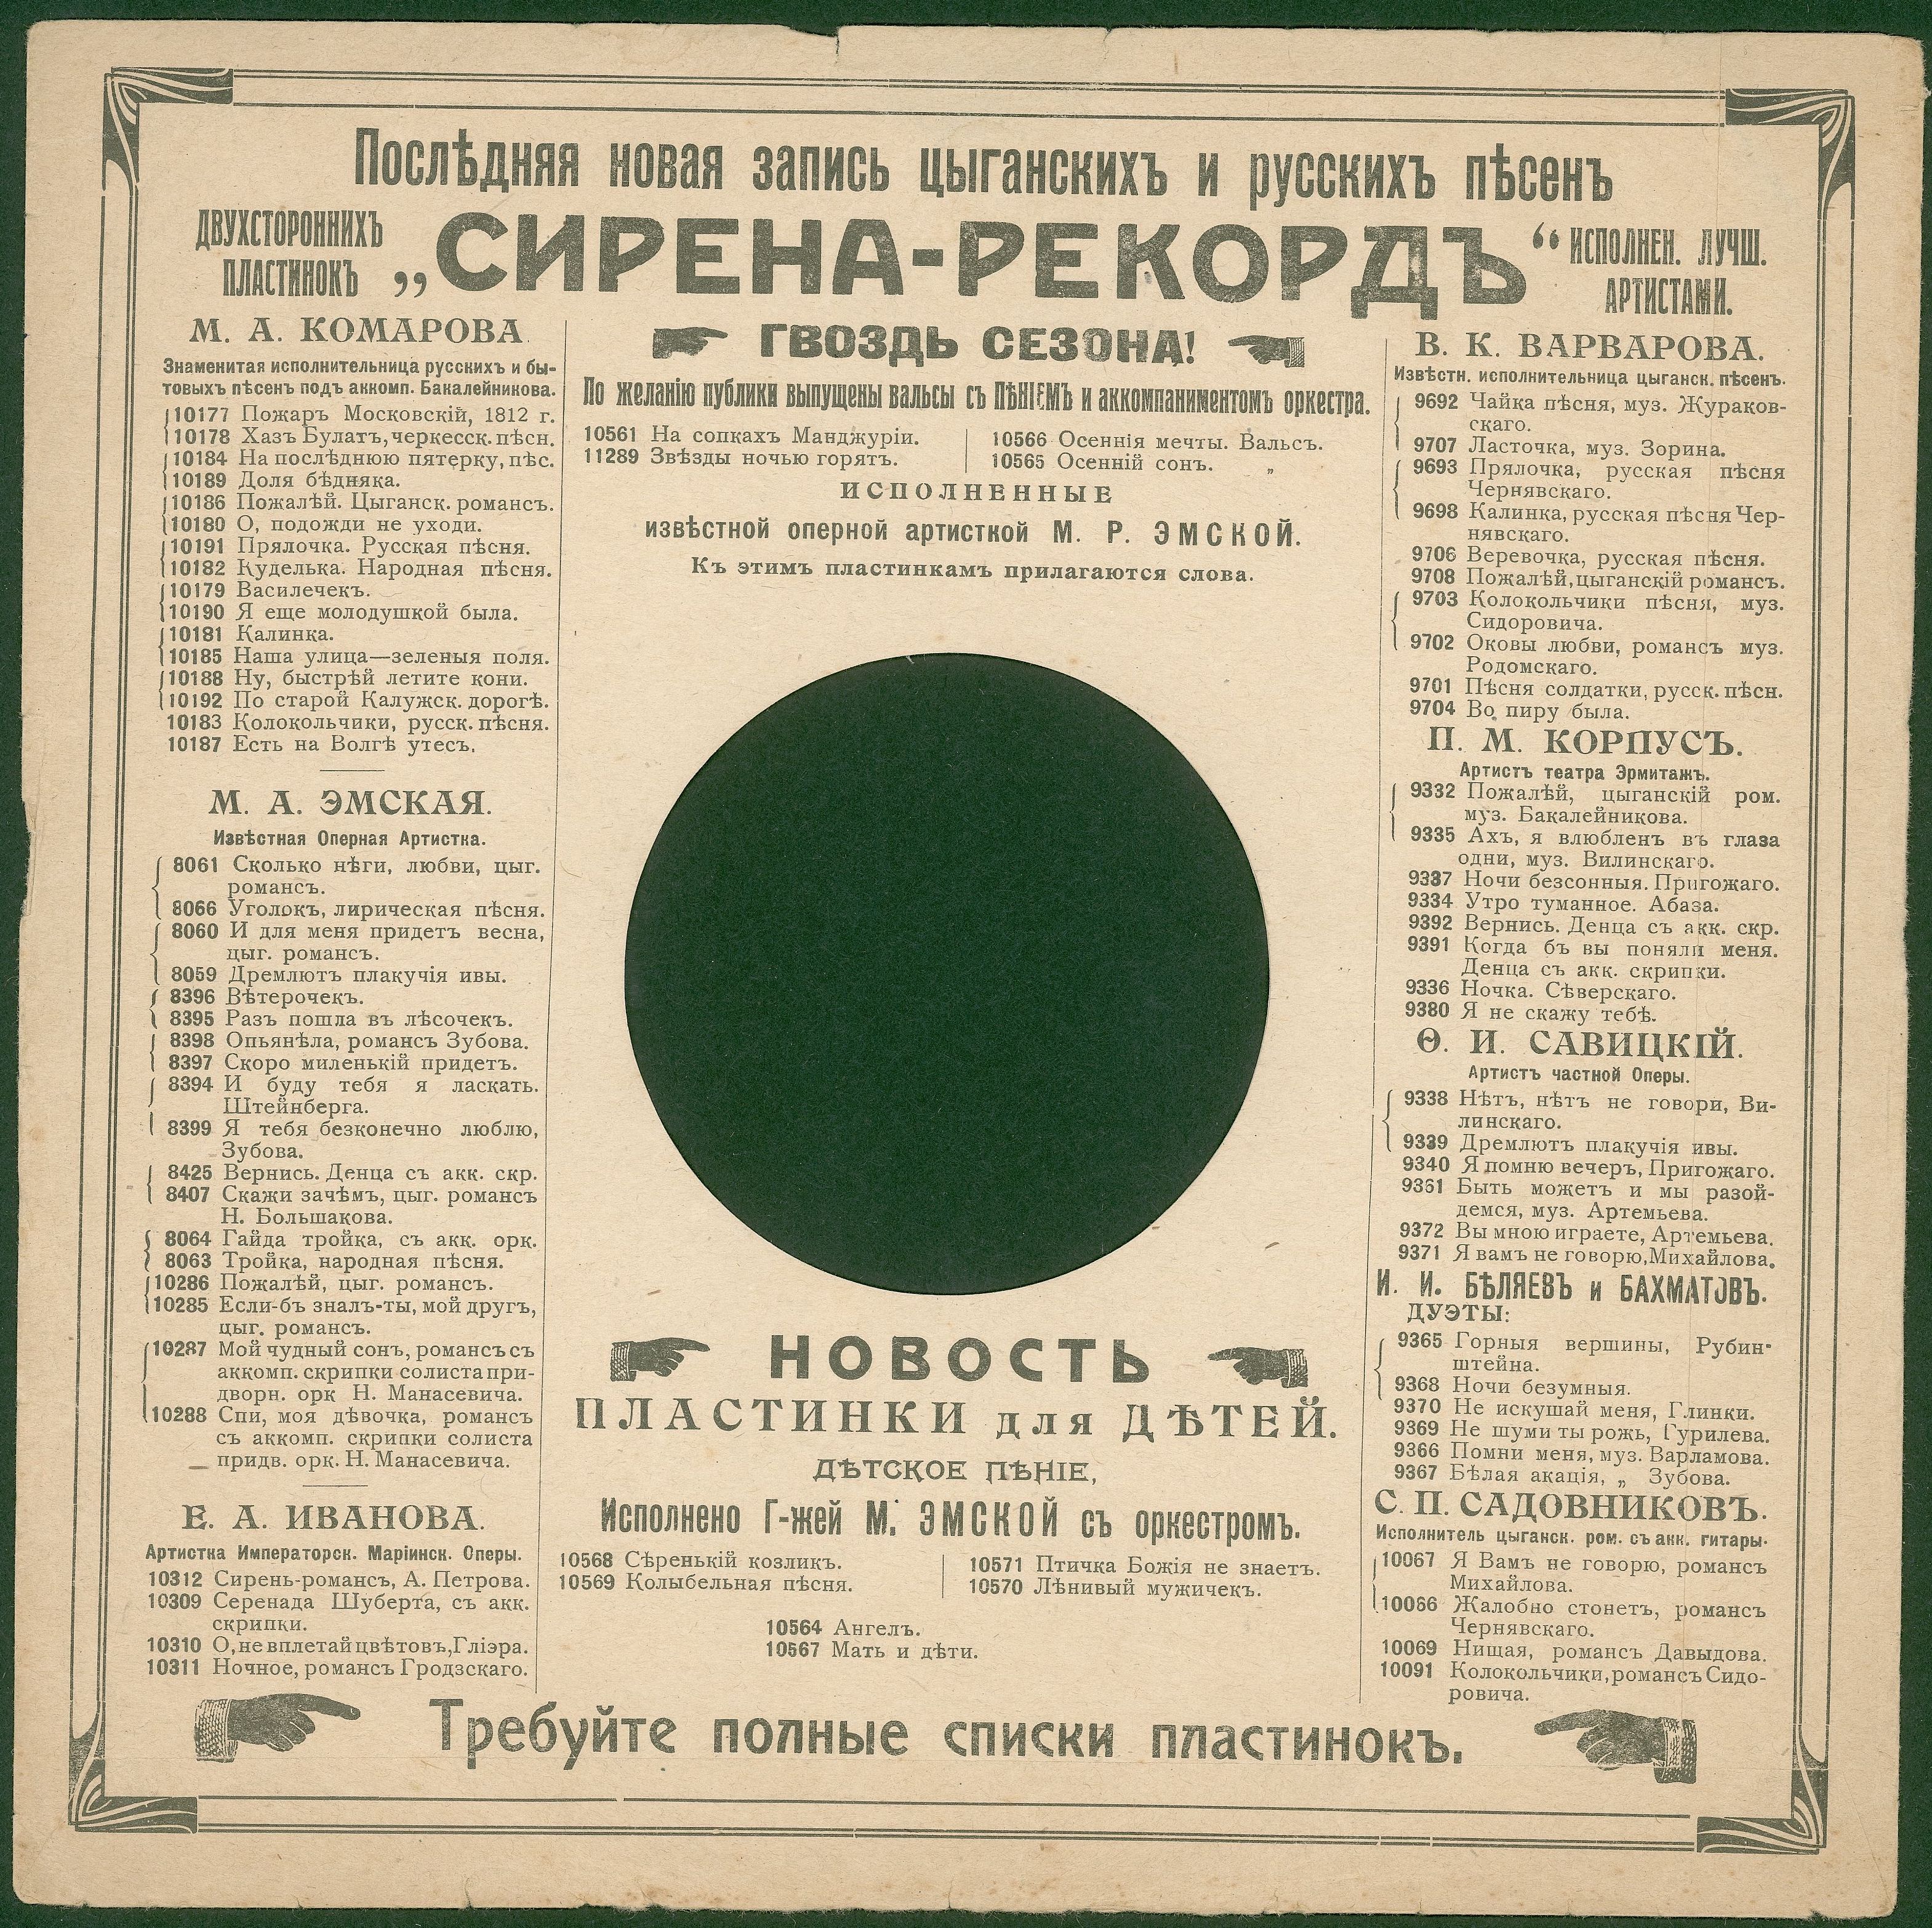 Послѣдняя новая запись цыганскихъ и русскихъ пѣсенъ
ДВУХСТОРОННИХЪ
ПЛАСТИНОКЪ
„СИРЕНА-РЕКОРДЪ“
ИСПОЛНЕН. ЛУЧШ.
АРТИСТАМИ.
М. А. КОМАРОВА
Знаменитая исполнительница русскихъ и бы-
товыхъ пѣсенъ подъ аккомп. Бакалейникова.
10177 Пожаръ Московскій, 1812 г.
10178 Хазъ Булатъ, черкесск. пѣсн.
10184 На послѣднюю пятерку, пѣс.
10189 Доля бѣдняка.
10186 Пожалѣй. Цыганск. романсъ.
10180 О, подожди не уходи.
10191 Прялочка. Русская пѣсня.
10182 Куделька. Народная пѣсня.
10179 Василечекъ.
10190 Я еще молодушкой была.
10181 Калинка.
10185 Наша улица—зеленыя поля.
10188 Ну, быстрѣй летите кони.
10192 По старой Калужск. дорогѣ.
10183 Колокольчики, русск. пѣсня.
10187 Есть на Волгѣ утесъ.
М. А. ЭМСКАЯ.
Извѣстная Оперная Артистка.
8061 Сколько нѣги, любви, цыг.
романсъ.
8066 Уголокъ, лирическая пѣсня.
8060 И для меня придетъ весна,
цыг. романсъ.
8059 Дремлютъ плакучія ивы.
8396 Вѣтерочекъ.
8395 Разъ пошла въ лѣсочекъ.
8398 Опьянѣла, романсъ Зубова.
8397 Скоро миленькій придетъ.
8394 И буду тебя я ласкать.
Штейнберга.
8399 Я тебя безконечно люблю,
Зубова.
8425 Вернись. Денца съ акк. скр.
8407 Скажи зачѣмъ, цыг. романсъ
Н. Большакова.
8064 Гайда тройка, съ акк. орк.
8063 Тройка, народная пѣсня.
10286 Пожалѣй, цыг. романсъ.
10285 Если-бъ зналъ-ты, мой другъ,
цыг. романсъ.
10287 Мой чудный сонъ, романсъ съ
аккомп. скрипки солиста при-
дворн. орк Н. Манасевича.
10288 Спи, моя дѣвочка, романсъ
съ аккомп. скрипки солиста
придв. орк. Н. Манасевича.
Е. А. ИВАНОВА.
Артистка Императорск. Маріинск. Оперы.
10312 Сирень-романсъ, А. Петрова.
10309 Серенада Шуберта, съ акк.
скрипки.
10310 О, не вплетай цвѣтовъ, Гліэра.
10311 Ночное, романсъ Гродзскаго.
ГВОЗДЬ СЕЗОНА!
По желанію публики выпущены вальсы съ ПѢНІЕМЪ и аккомпаниментомъ оркестра.
10561 На сопкахъ Манджуріи.
11289 Звѣзды ночью горятъ.
10566 Осеннія мечты. Вальсъ.
10565 Осенній сонъ. „
ИСПОЛНЕННЫЕ
извѣстной оперной артисткой М. Р. ЭМСКОЙ.
Къ этимъ пластинкамъ прилагаются слова.
НОВОСТЬ
ПЛАСТИНКИ для ДѢТЕЙ.
ДѢТСКОЕ ПѢНІЕ,
Исполнено Г-жей М. ЭМСКОЙ съ оркестромъ.
10568 Сѣренькій козликъ.
10569 Колыбельная пѣсня.
10571 Птичка Божія не знаетъ.
10570 Лѣнивый мужичекъ.
10564 Ангелъ.
10567 Мать и дѣти.
В. К. ВАРВАРОВА.
Извѣстн. исполнительница цыганск. пѣсенъ.
9692 Чайка пѣсня, муз. Жураков-
скаго.
9707 Ласточка, муз. Зорина.
9693 Прялочка, русская пѣсня
Чернявскаго.
9698 Калинка, русская пѣсня Чер-
нявскаго.
9706 Веревочка, русская пѣсня.
9708 Пожалѣй, цыганскій романсъ.
9703 Колокольчики пѣсня, муз.
Сидоровича.
9702 Оковы любви, романсъ муз.
Родомскаго.
9701 Пѣсня солдатки, русск. пѣсн.
9704 Во пиру была.
П. М. КОРПУСЪ.
Артистъ театра Эрмитажъ.
9332 Пожалѣй, цыганскій ром.
муз. Бакалейникова.
9335 Ахъ, я влюбленъ въ глаза
одни, муз. Вилинскаго.
9337 Ночи безсонныя. Пригожаго.
9334 Утро туманное. Абаза.
9392 Вернись. Денца съ акк. скр.
9391 Когда бъ вы поняли меня.
Денца съ акк. скрипки.
9336 Ночка. Сѣверскаго.
9380 Я не скажу тебѣ.
Ѳ. И. САВИЦКІЙ.
Артистъ частной Оперы.
9338 Нѣтъ, нѣтъ не говори, Ви-
линскаго.
9339 Дремлютъ плакучія ивы.
9340 Я помню вечеръ, Пригожаго.
9361 Быть можетъ и мы разой-
демся, муз. Артемьева.
9372 Вы мною играете, Артемьева.
9371 Я вамъ не говорю, Михайлова.
И. И. БѢЛЯЕВЪ и БАХМАТОВЪ.
ДУЭТЫ:
9365 Горныя вершины, Рубин-
штейна.
9368 Ночи безумныя.
9370 Не искушай меня, Глинки.
9369 Не шуми ты рожь, Гурилева.
9366 Помни меня, муз. Варламова.
9367 Бѣлая акація, „ Зубова.
С. П. САДОВНИКОВЪ.
Исполнитель цыганск. ром. съ акк. гитары.
10067 Я Вамъ не говорю, романсъ
Михайлова.
10066 Жалобно стонетъ, романсъ
Чернявскаго.
10069 Нищая, романсъ Давыдова.
10091 Колокольчики, романсъ Сидо-
ровича.
Требуйте полные списки пластинокъ.